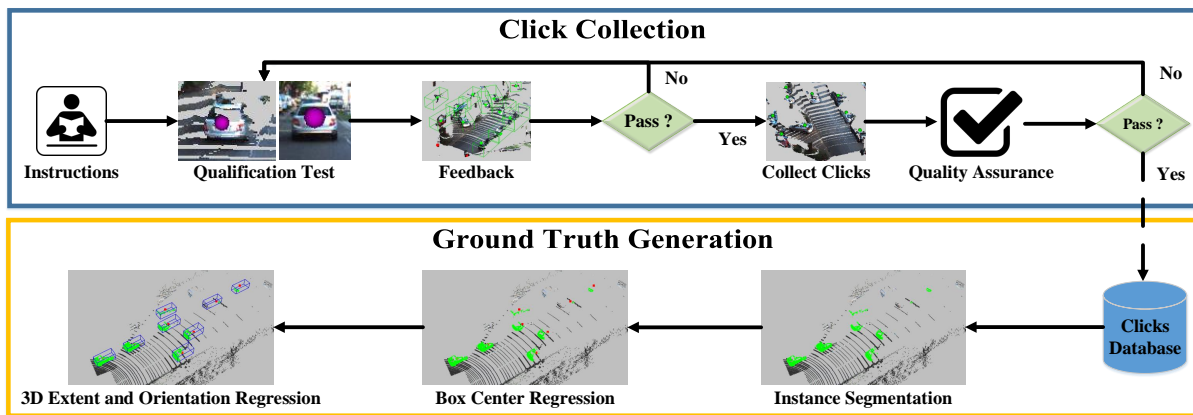 Click Collection
No
No
Pass ?
Pass ?
Yes
Instructions
Qualification Test
Feedback
Collect Clicks
Quality Assurance
Yes
Ground Truth Generation
Clicks
Database
3D Extent and Orientation Regression
Box Center Regression
Instance Segmentation